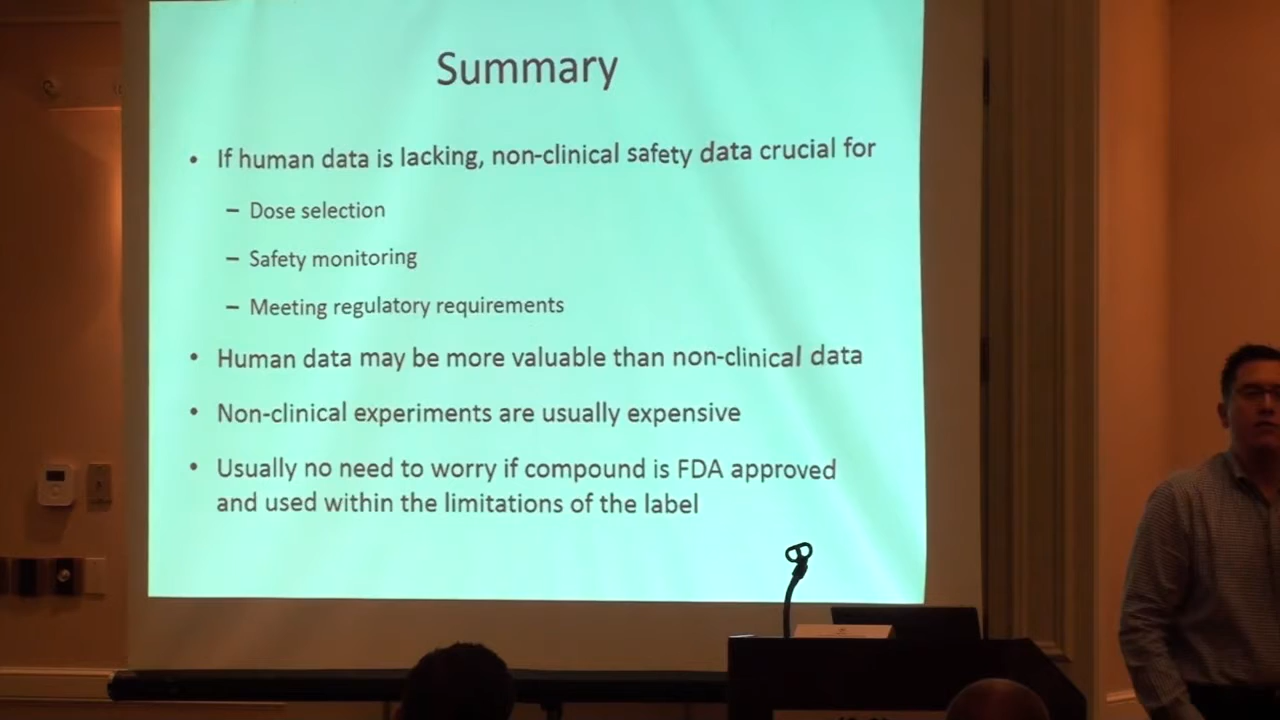 Summary
• If human data is lacking, non-clinical safety data crucial for
– Dose selection
– Safety monitoring
– Meeting regulatory requirements
• Human data may be more valuable than non-clinical data
• Non-clinical experiments are usually expensive
• Usually no need to worry if compound is FDA approved
and used within the limitations of the label